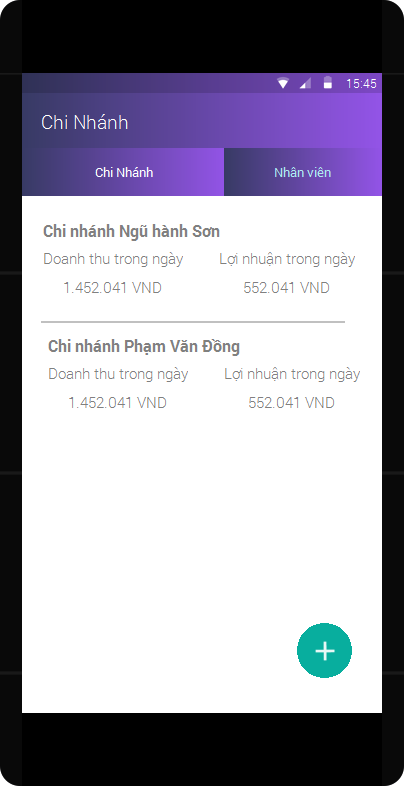 15:45
Chi Nhánh
Chi Nhánh Nhân viên
Chi nhánh Ngũ hành Sơn
Doanh thu trong ngày Lợi nhuận trong ngày
1.452.041 VND 552.041 VND
Chi nhánh Phạm Văn Đồng
Doanh thu trong ngày Lợi nhuận trong ngày
1.452.041 VND 552.041 VND